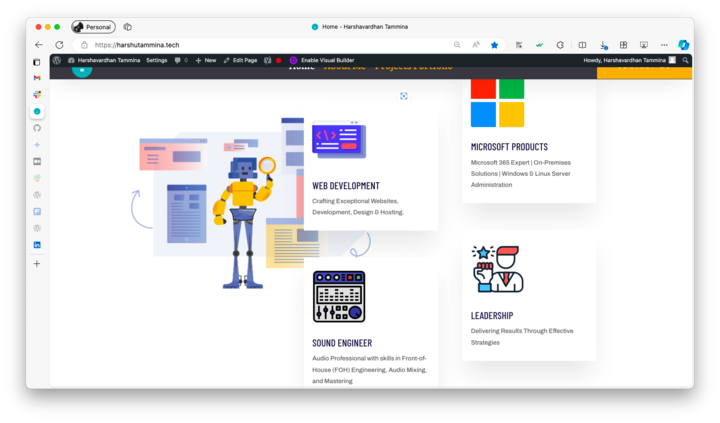 Personal
Home - Harshavardhan Tammina
https://harshutammina.tech
Harshavardhan Tammina
Settings
0
New
Edit Page
Enable Visual Builder
Howdy, Harshavardhan Tammina
Home About Me Projects Portfolio
WEB DEVELOPMENT
Crafting Exceptional Websites,
Development, Design & Hosting.
MICROSOFT PRODUCTS
Microsoft 365 Expert | On-Premises
Solutions | Windows & Linux Server
Administration
SOUND ENGINEER
Audio Professional with skills in Front-of-
House (FOH) Engineering, Audio Mixing,
and Mastering
LEADERSHIP
Delivering Results Through Effective
Strategies